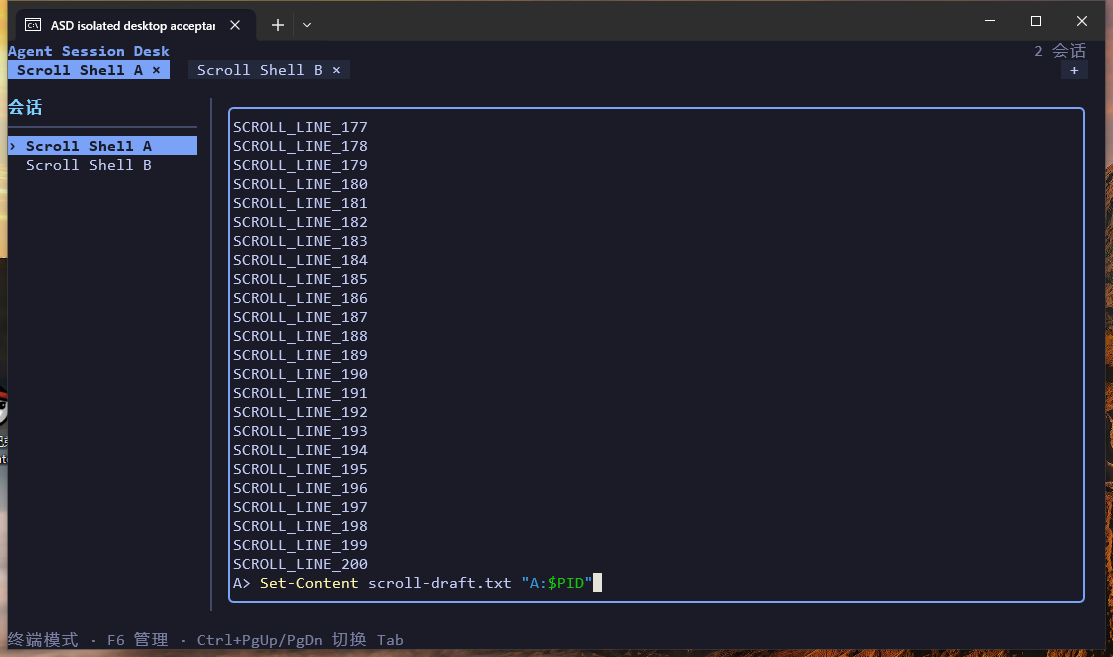 ASD isolated desktop acceptar
Agent Session Desk
2 会话
Scroll Shell A × Scroll Shell B × +
会话
› Scroll Shell A
Scroll Shell B
SCROLL_LINE_177
SCROLL_LINE_178
SCROLL_LINE_179
SCROLL_LINE_180
SCROLL_LINE_181
SCROLL_LINE_182
SCROLL_LINE_183
SCROLL_LINE_184
SCROLL_LINE_185
SCROLL_LINE_186
SCROLL_LINE_187
SCROLL_LINE_188
SCROLL_LINE_189
SCROLL_LINE_190
SCROLL_LINE_191
SCROLL_LINE_192
SCROLL_LINE_193
SCROLL_LINE_194
SCROLL_LINE_195
SCROLL_LINE_196
SCROLL_LINE_197
SCROLL_LINE_198
SCROLL_LINE_199
SCROLL_LINE_200
A> Set-Content scroll-draft.txt "A:$PID"
终端模式 · F6 管理 · Ctrl+PgUp/PgDn 切换 Tab